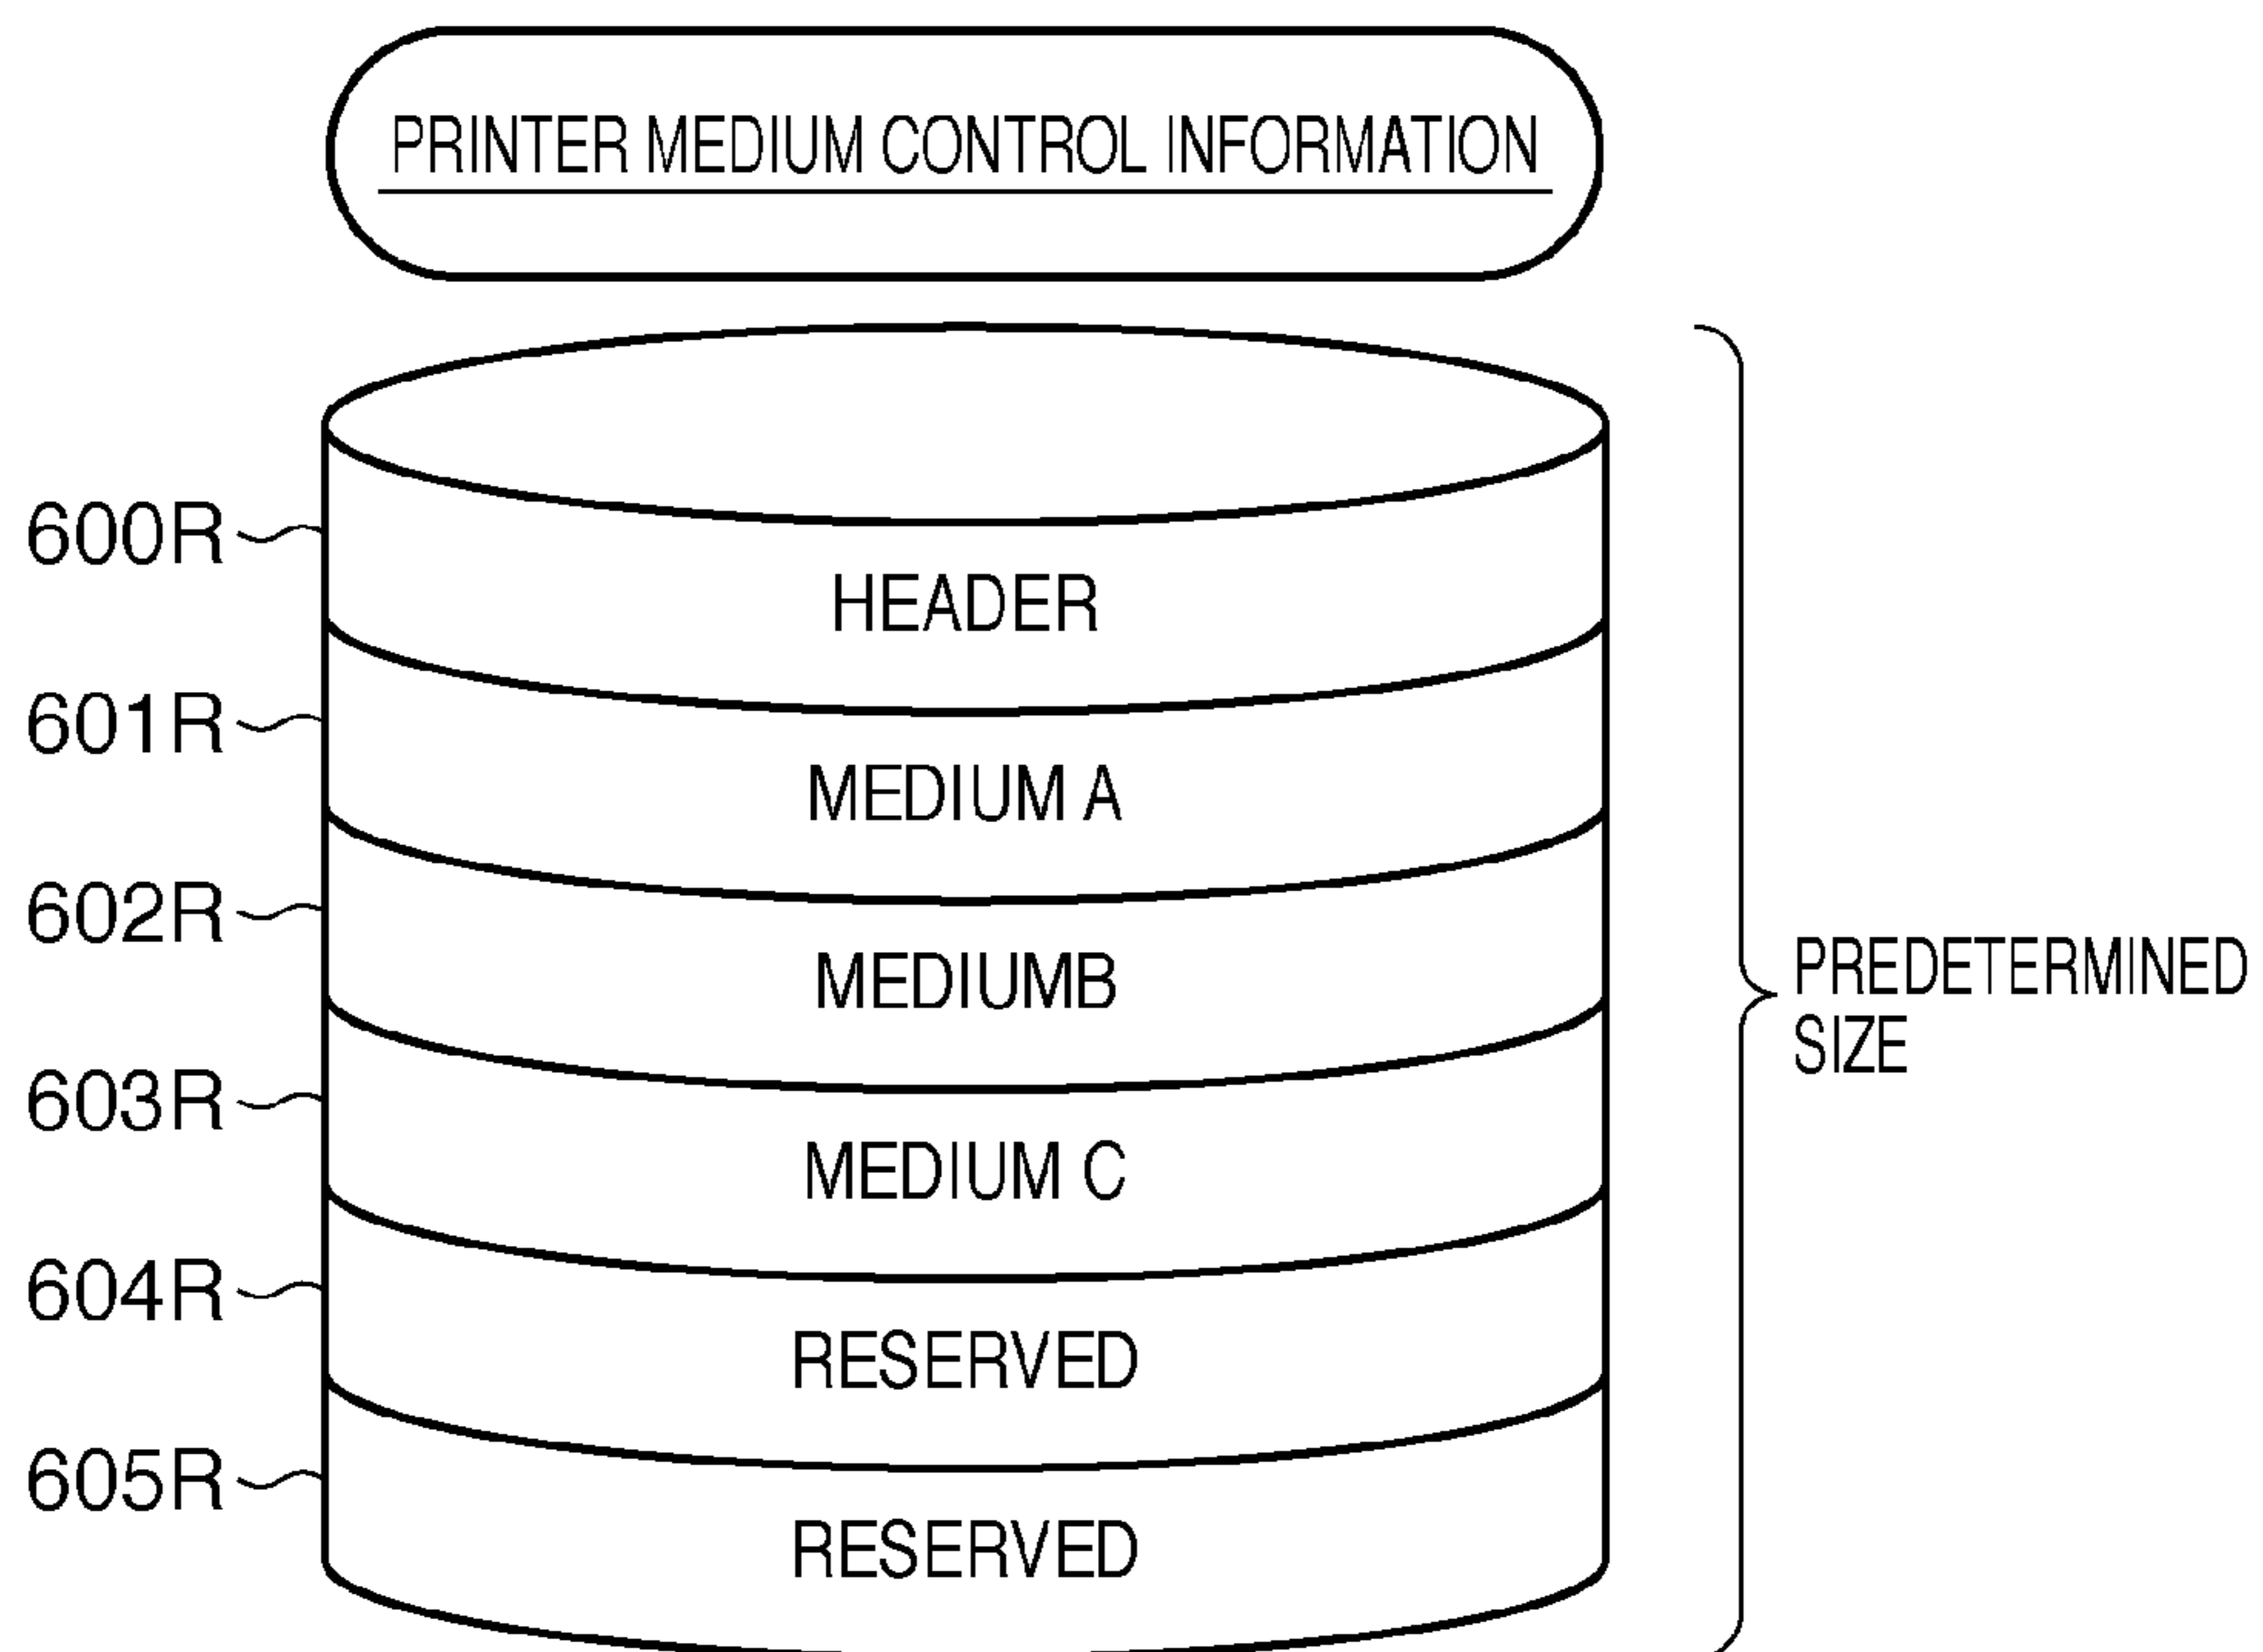 PRINTER MEDIUM CONTROL INFORMATION
600R
HEADER
601R
MEDIUM A
602R
MEDIUMB
603R
MEDIUM C
604R
RESERVED
605R
RESERVED
PREDETERMINED
SIZE